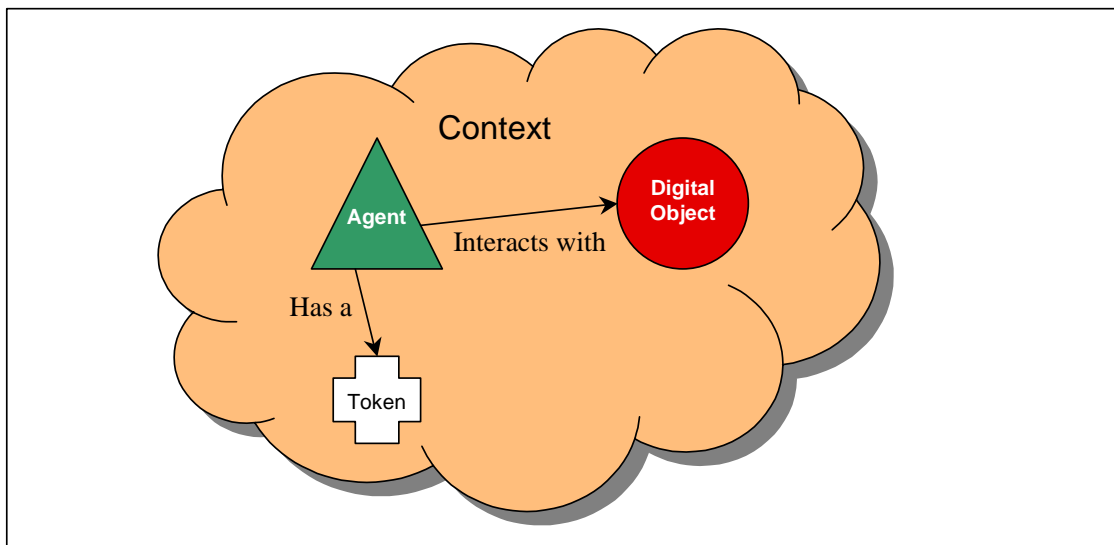 Context
Digital
Object
Agent
Interacts with
Has a
Token